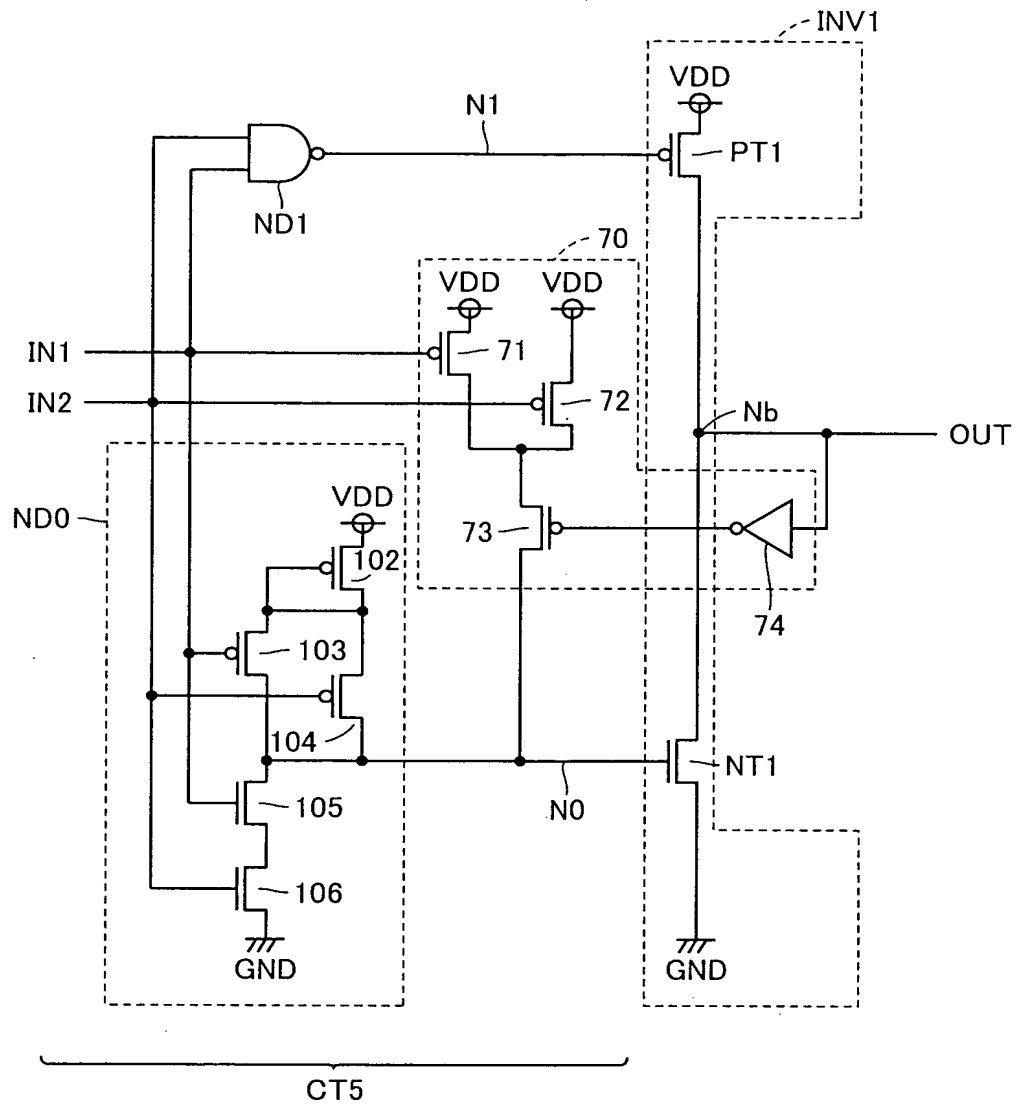 INV1
VDD
N1
PT1
ND1
70
VDD
VDD
IN1
71
IN2
72
Nb
OUT
ND0
VDD
73
102
74
103
104
NT1
N0
105
106
GND
GND
CT5